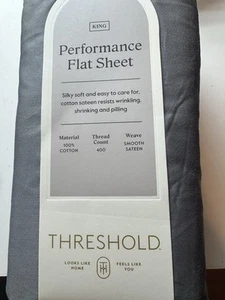 KING
Performance
Flat Sheet
Silky soft and easy to care for,
cotton sateen resists wrinkling,
shrinking and pilling
Material
100%
COTTON
Thread
Count
400
Weave
SMOOTH
SATEEN
THRESHOLD
LOOKS LIKE
HOME
FEELS LIKE
YOU